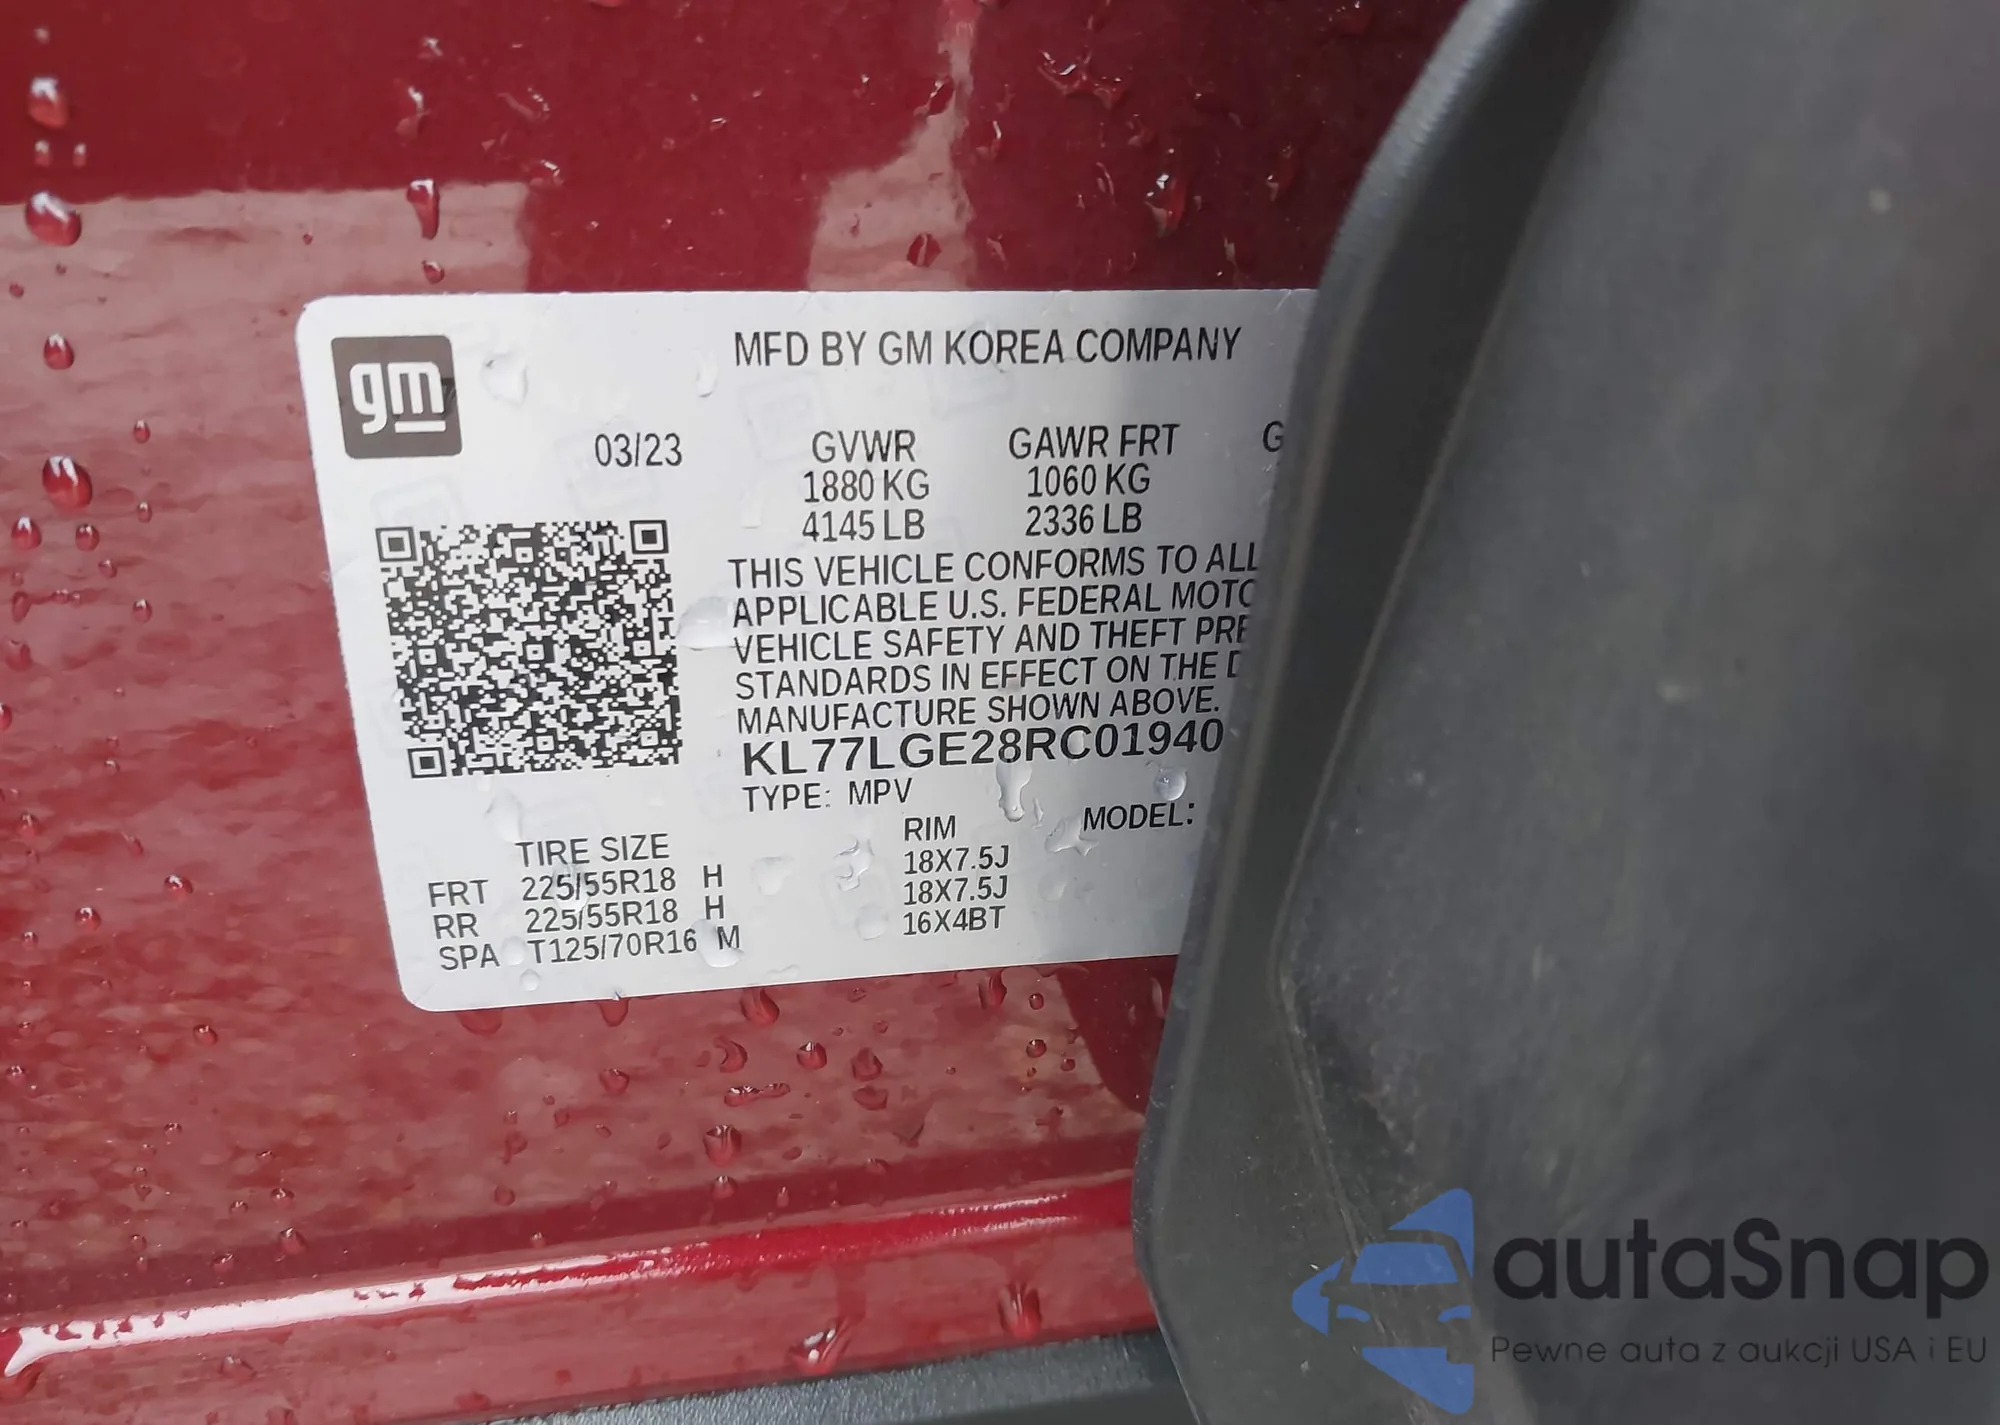 gm
MFD BY GM KOREA COMPANY
03/23
GVWR GAWR FRT G
1880 KG 1060 KG
4145 LB 2336 LB
THIS VEHICLE CONFORMS TO ALL
APPLICABLE U.S. FEDERAL MOTO
VEHICLE SAFETY AND THEFT PRE
STANDARDS IN EFFECT ON THE D
MANUFACTURE SHOWN ABOVE.
KL77LGE28RC01940
TYPE: MPV MODEL:
TIRE SIZE RIM
FRT 225/55R18 H 18X7.5J
RR 225/55R18 H 18X7.5J
SPA T125/70R16 M 16X4BT
autaSnap
Pewne auta z aukcji USA i EU